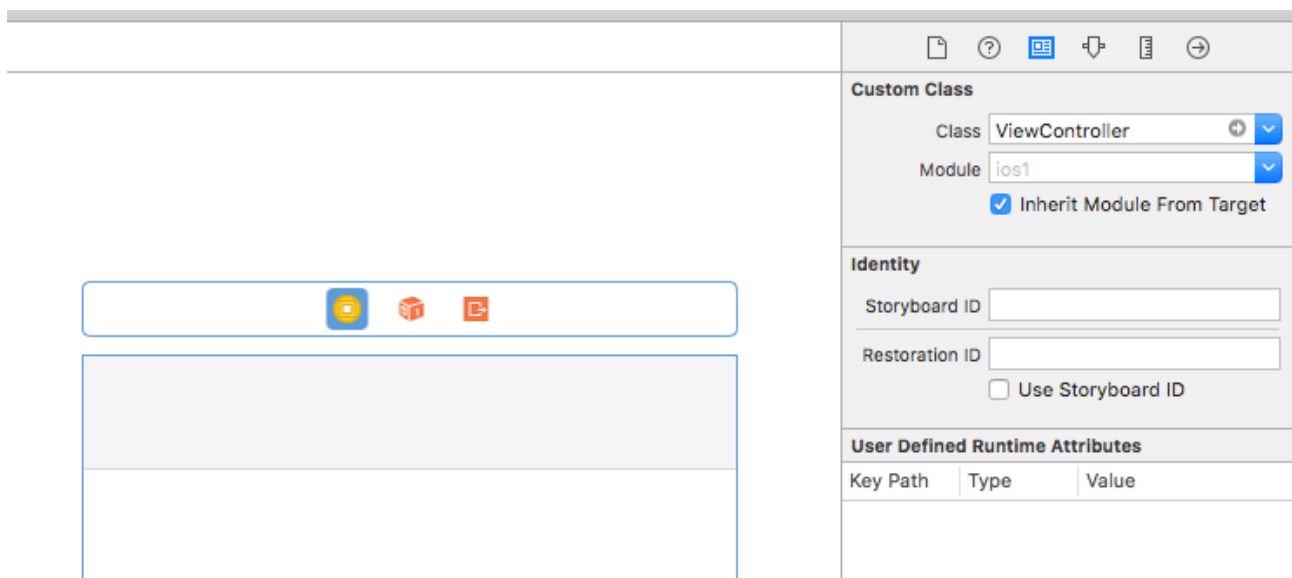 Custom Class
Class ViewController
Module ios1
Inherit Module From Target
Identity
Storyboard ID
Restoration ID
Use Storyboard ID
User Defined Runtime Attributes
Key Path Type Value